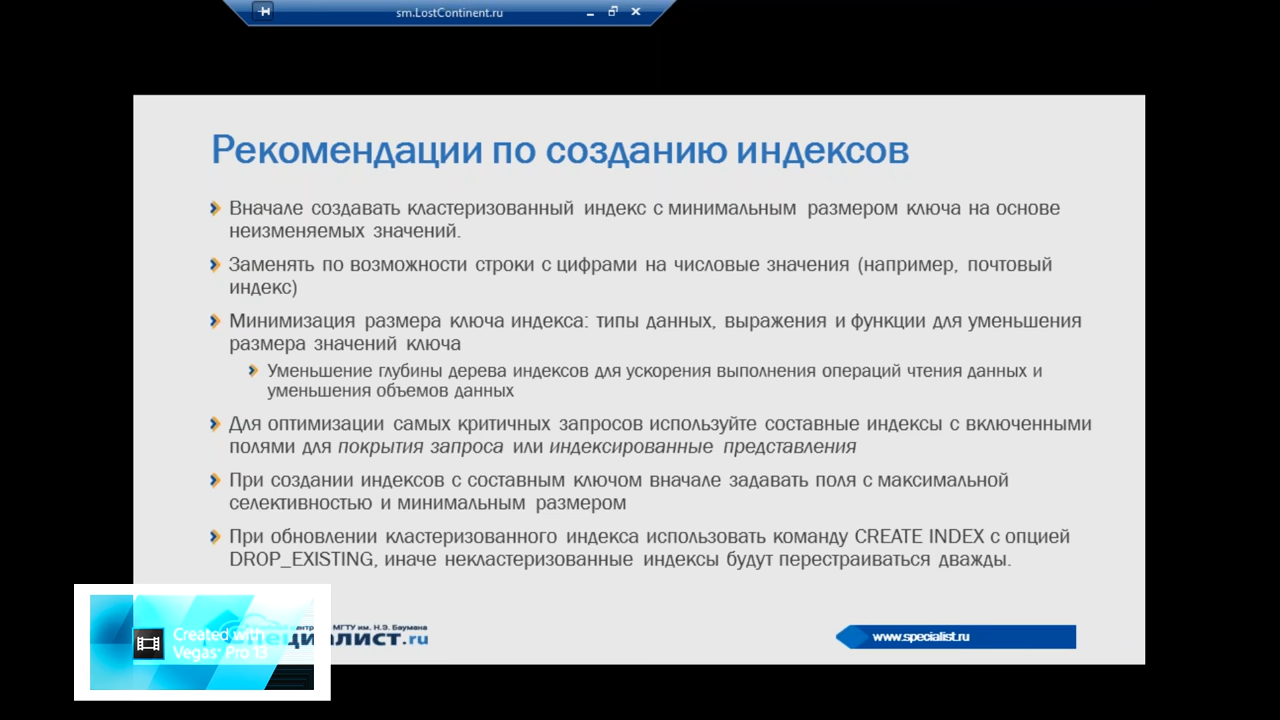 sm.LostContinent.ru
Рекомендации по созданию индексов
Вначале создавать кластеризованный индекс с минимальным размером ключа на основе
неизменяемых значений.
Заменять по возможности строки с цифрами на числовые значения (например, почтовый
индекс)
Минимизация размера ключа индекса: типы данных, выражения и функции для уменьшения
размера значений ключа
Уменьшение глубины дерева индексов для ускорения выполнения операций чтения данных и
уменьшения объемов данных
Для оптимизации самых критичных запросов используйте составные индексы с включенными
полями для покрытия запроса или индексированные представления
При создании индексов с составным ключом вначале задавать поля с максимальной
селективностью и минимальным размером
При обновлении кластеризованного индекса использовать команду CREATE INDEX с опцией
DROP_EXISTING, иначе некластеризованные индексы будут перестраиваться дважды.
МГТУ им. Н.Э. Баумана
циалист.ru
www.specialist.ru
Created with
Vegas Pro 13